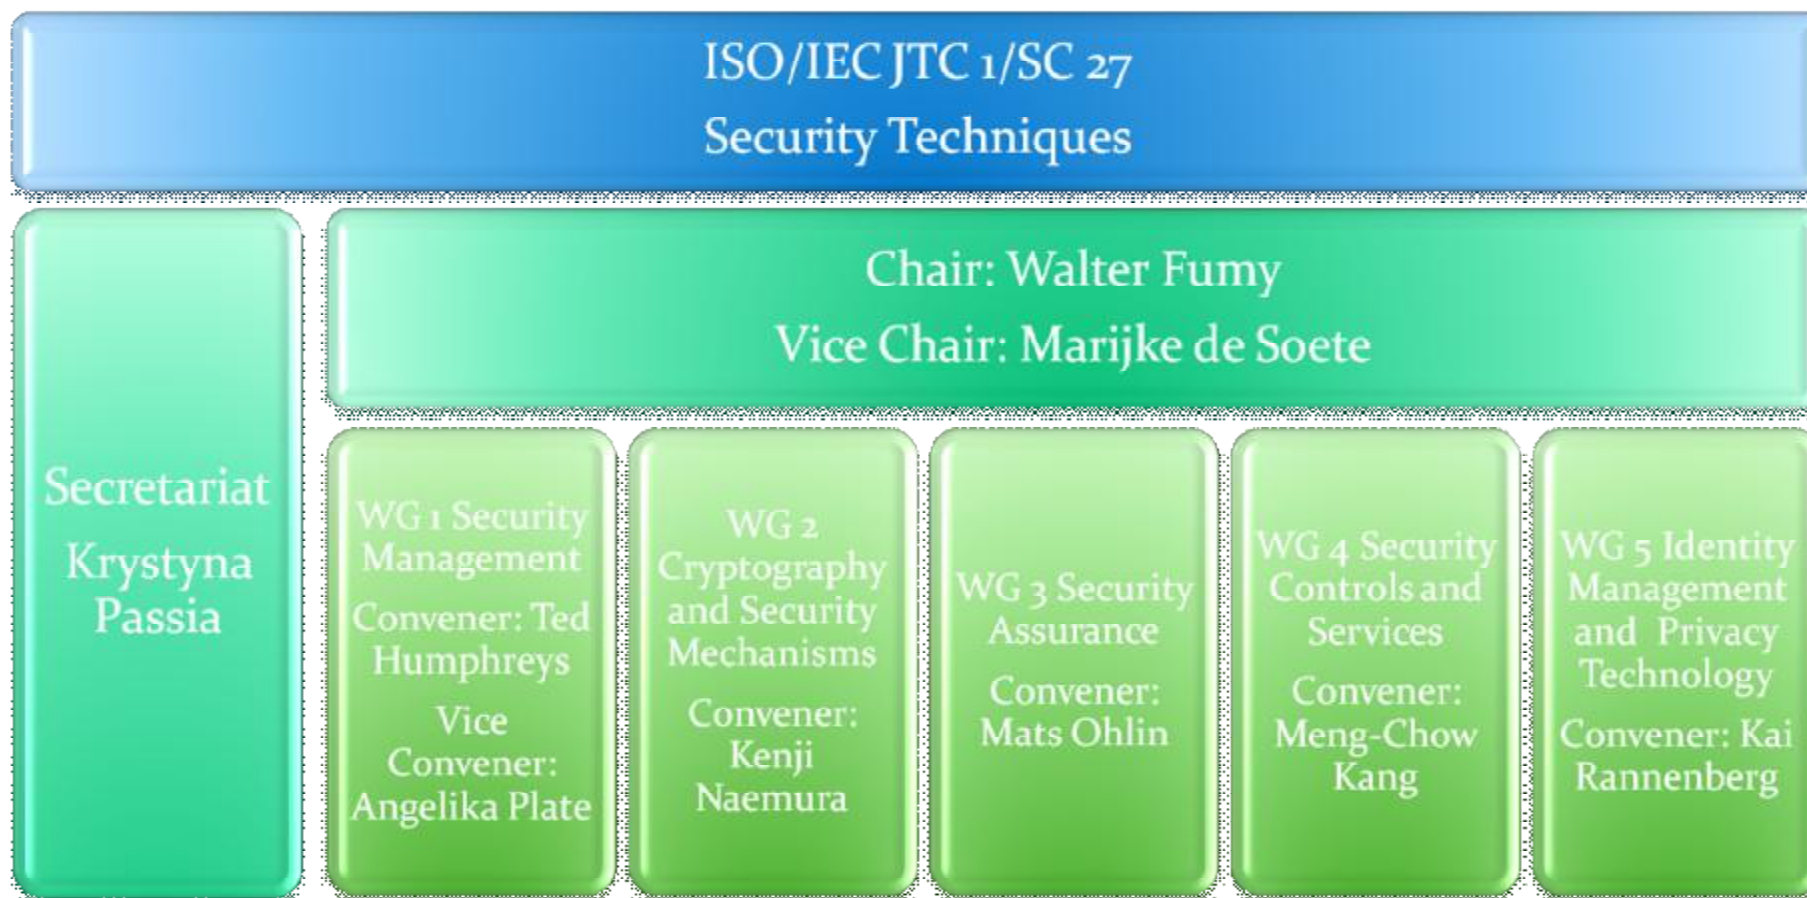 ISO/IEC JTC 1/SC 27
Security Techniques
Secretariat
Krystyna
Passia
Chair: Walter Fumy
Vice Chair: Marijke de Soete
WG 1 Security
Management
Convener: Ted
Humphreys
Vice
Convener:
Angelika Plate
WG 2
Cryptography
and Security
Mechanisms
Convener:
Kenji
Naemura
WG 3 Security
Assurance
Convener:
Mats Ohlin
WG 4 Security
Controls and
Services
Convener:
Meng-Chow
Kang
WG 5 Identity
Management
and Privacy
Technology
Convener: Kai
Rannenberg